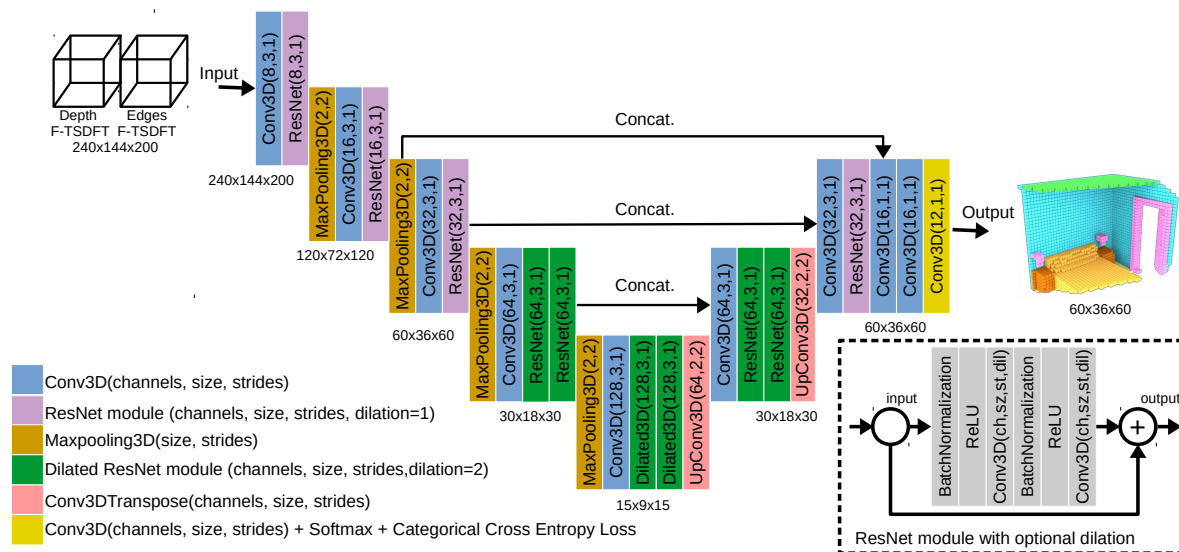 Depth
F-TSDFT
Edges
F-TSDFT
240x144x200
Input
Conv3D(8,3,1)
ResNet(8,3,1)
240x144x200
MaxPooling3D(2,2)
Conv3D(16,3,1)
ResNet(16,3,1)
120x72x120
MaxPooling3D(2,2)
Conv3D(32,3,1)
ResNet(32,3,1)
60x36x60
MaxPooling3D(2,2)
Conv3D(64,3,1)
ResNet(64,3,1)
ResNet(64,3,1)
30x18x30
MaxPooling3D(2,2)
Conv3D(128,3,1)
Dilated3D(128,3,1)
Dilated3D(128,3,1)
UpConv3D(64,2,2)
15x9x15
Concat.
Concat.
Concat.
Conv3D(64,3,1)
ResNet(64,3,1)
ResNet(64,3,1)
UpConv3D(32,2,2)
30x18x30
Conv3D(32,3,1)
ResNet(32,3,1)
Conv3D(16,1,1)
Conv3D(16,1,1)
Conv3D(12,1,1)
60x36x60
Output
60x36x60
Conv3D(channels, size, strides)
ResNet module (channels, size, strides, dilation=1)
Maxpooling3D(size, strides)
Dilated ResNet module (channels, size, strides,dilation=2)
Conv3DTranspose(channels, size, strides)
Conv3D(channels, size, strides) + Softmax + Categorical Cross Entropy Loss
input
BatchNormalization
ReLU
Conv3D(ch,sz,st,dil)
BatchNormalization
ReLU
Conv3D(ch,sz,st,dil)
+
output
ResNet module with optional dilation